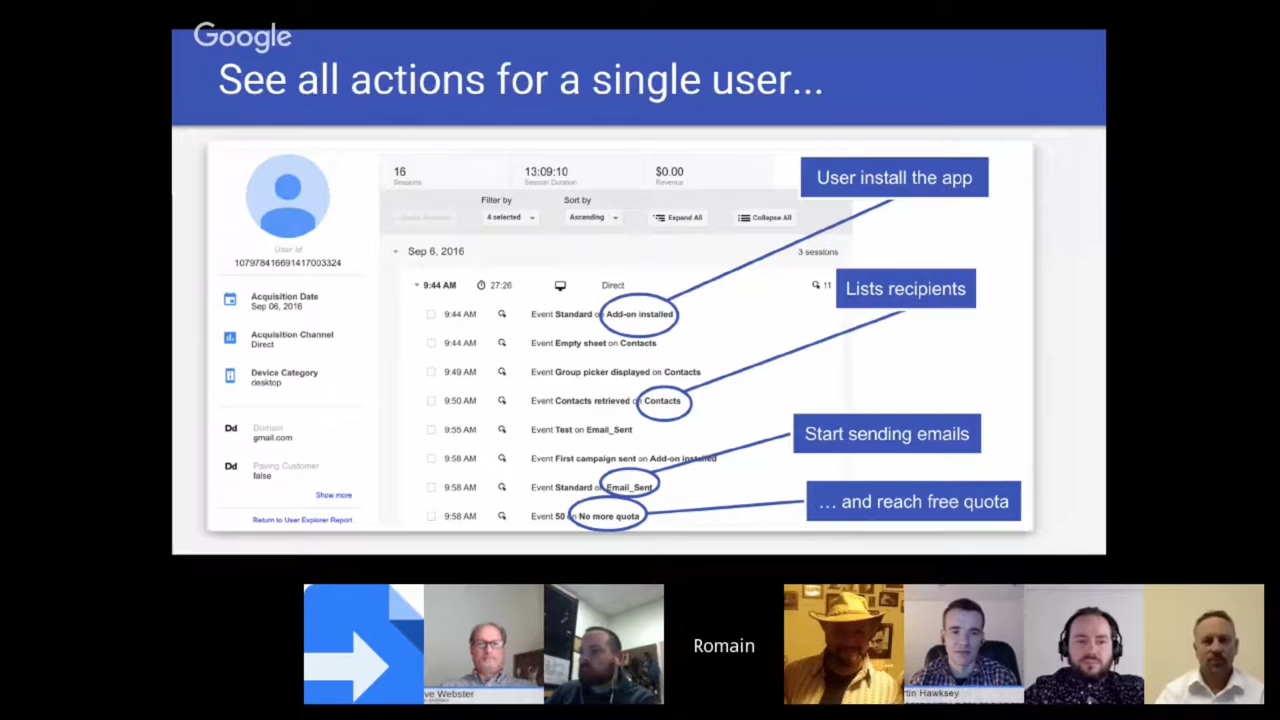 Google
See all actions for a single user...
16
Sessions
13:09:10
Session Duration
$0.00
Revenue
User install the app
Filter by
4 selected
Sort by
Ascending
Expand All
Collapse All
User Id
107978416691417003324
Sep 6, 2016
3 sessions
Acquisition Date
Sep 06, 2016
Acquisition Channel
Direct
Device Category
desktop
Dd Domain
gmail.com
Dd Paying Customer
false
Show more
Return to User Explorer Report
9:44 AM 27:26 Direct 11
Lists recipients
9:44 AM Event Standard on Add-on installed
9:44 AM Event Empty sheet on Contacts
9:49 AM Event Group picker displayed on Contacts
9:50 AM Event Contacts retrieved on Contacts
9:55 AM Event Test on Email_Sent
Start sending emails
9:58 AM Event First campaign sent on Add-on installed
9:58 AM Event Standard on Email_Sent
... and reach free quota
9:58 AM Event 50 on No more quota
ve Webster
Romain
tin Hawksey